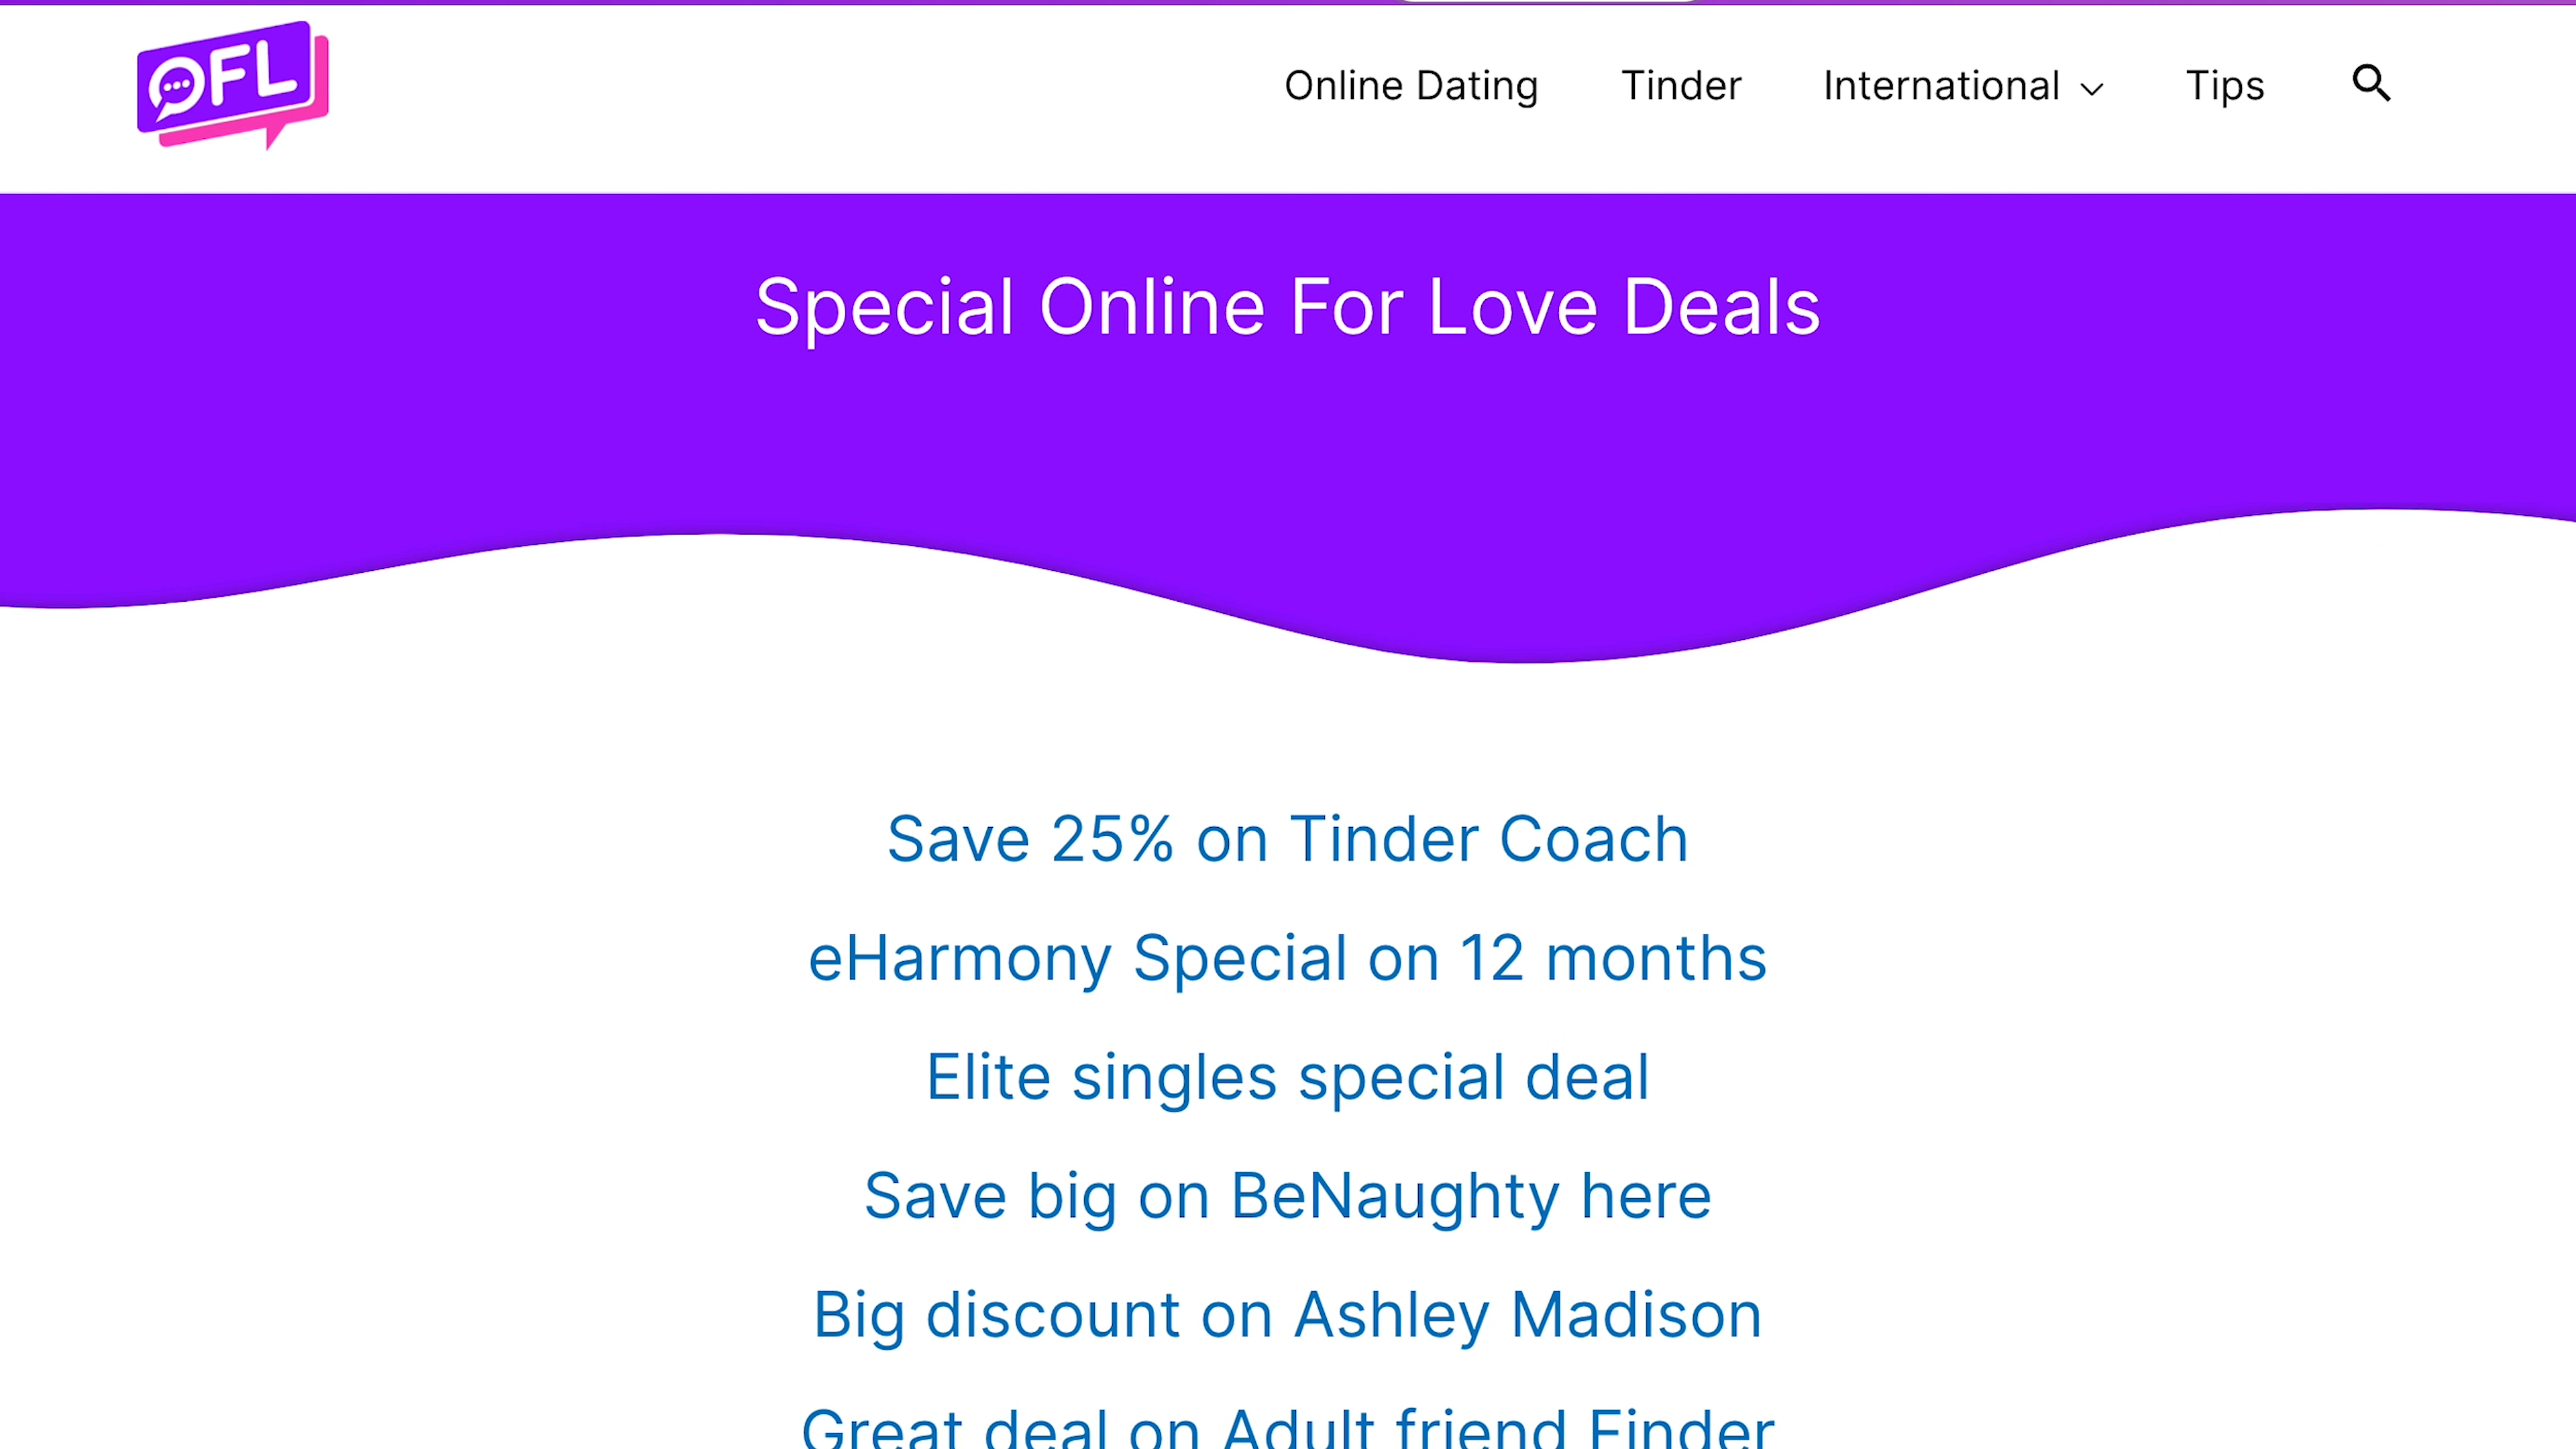 OFL
Online Dating Tinder International Tips
Special Online For Love Deals
Save 25% on Tinder Coach
eHarmony Special on 12 months
Elite singles special deal
Save big on BeNaughty here
Big discount on Ashley Madison
Great deal on Adult friend Finder